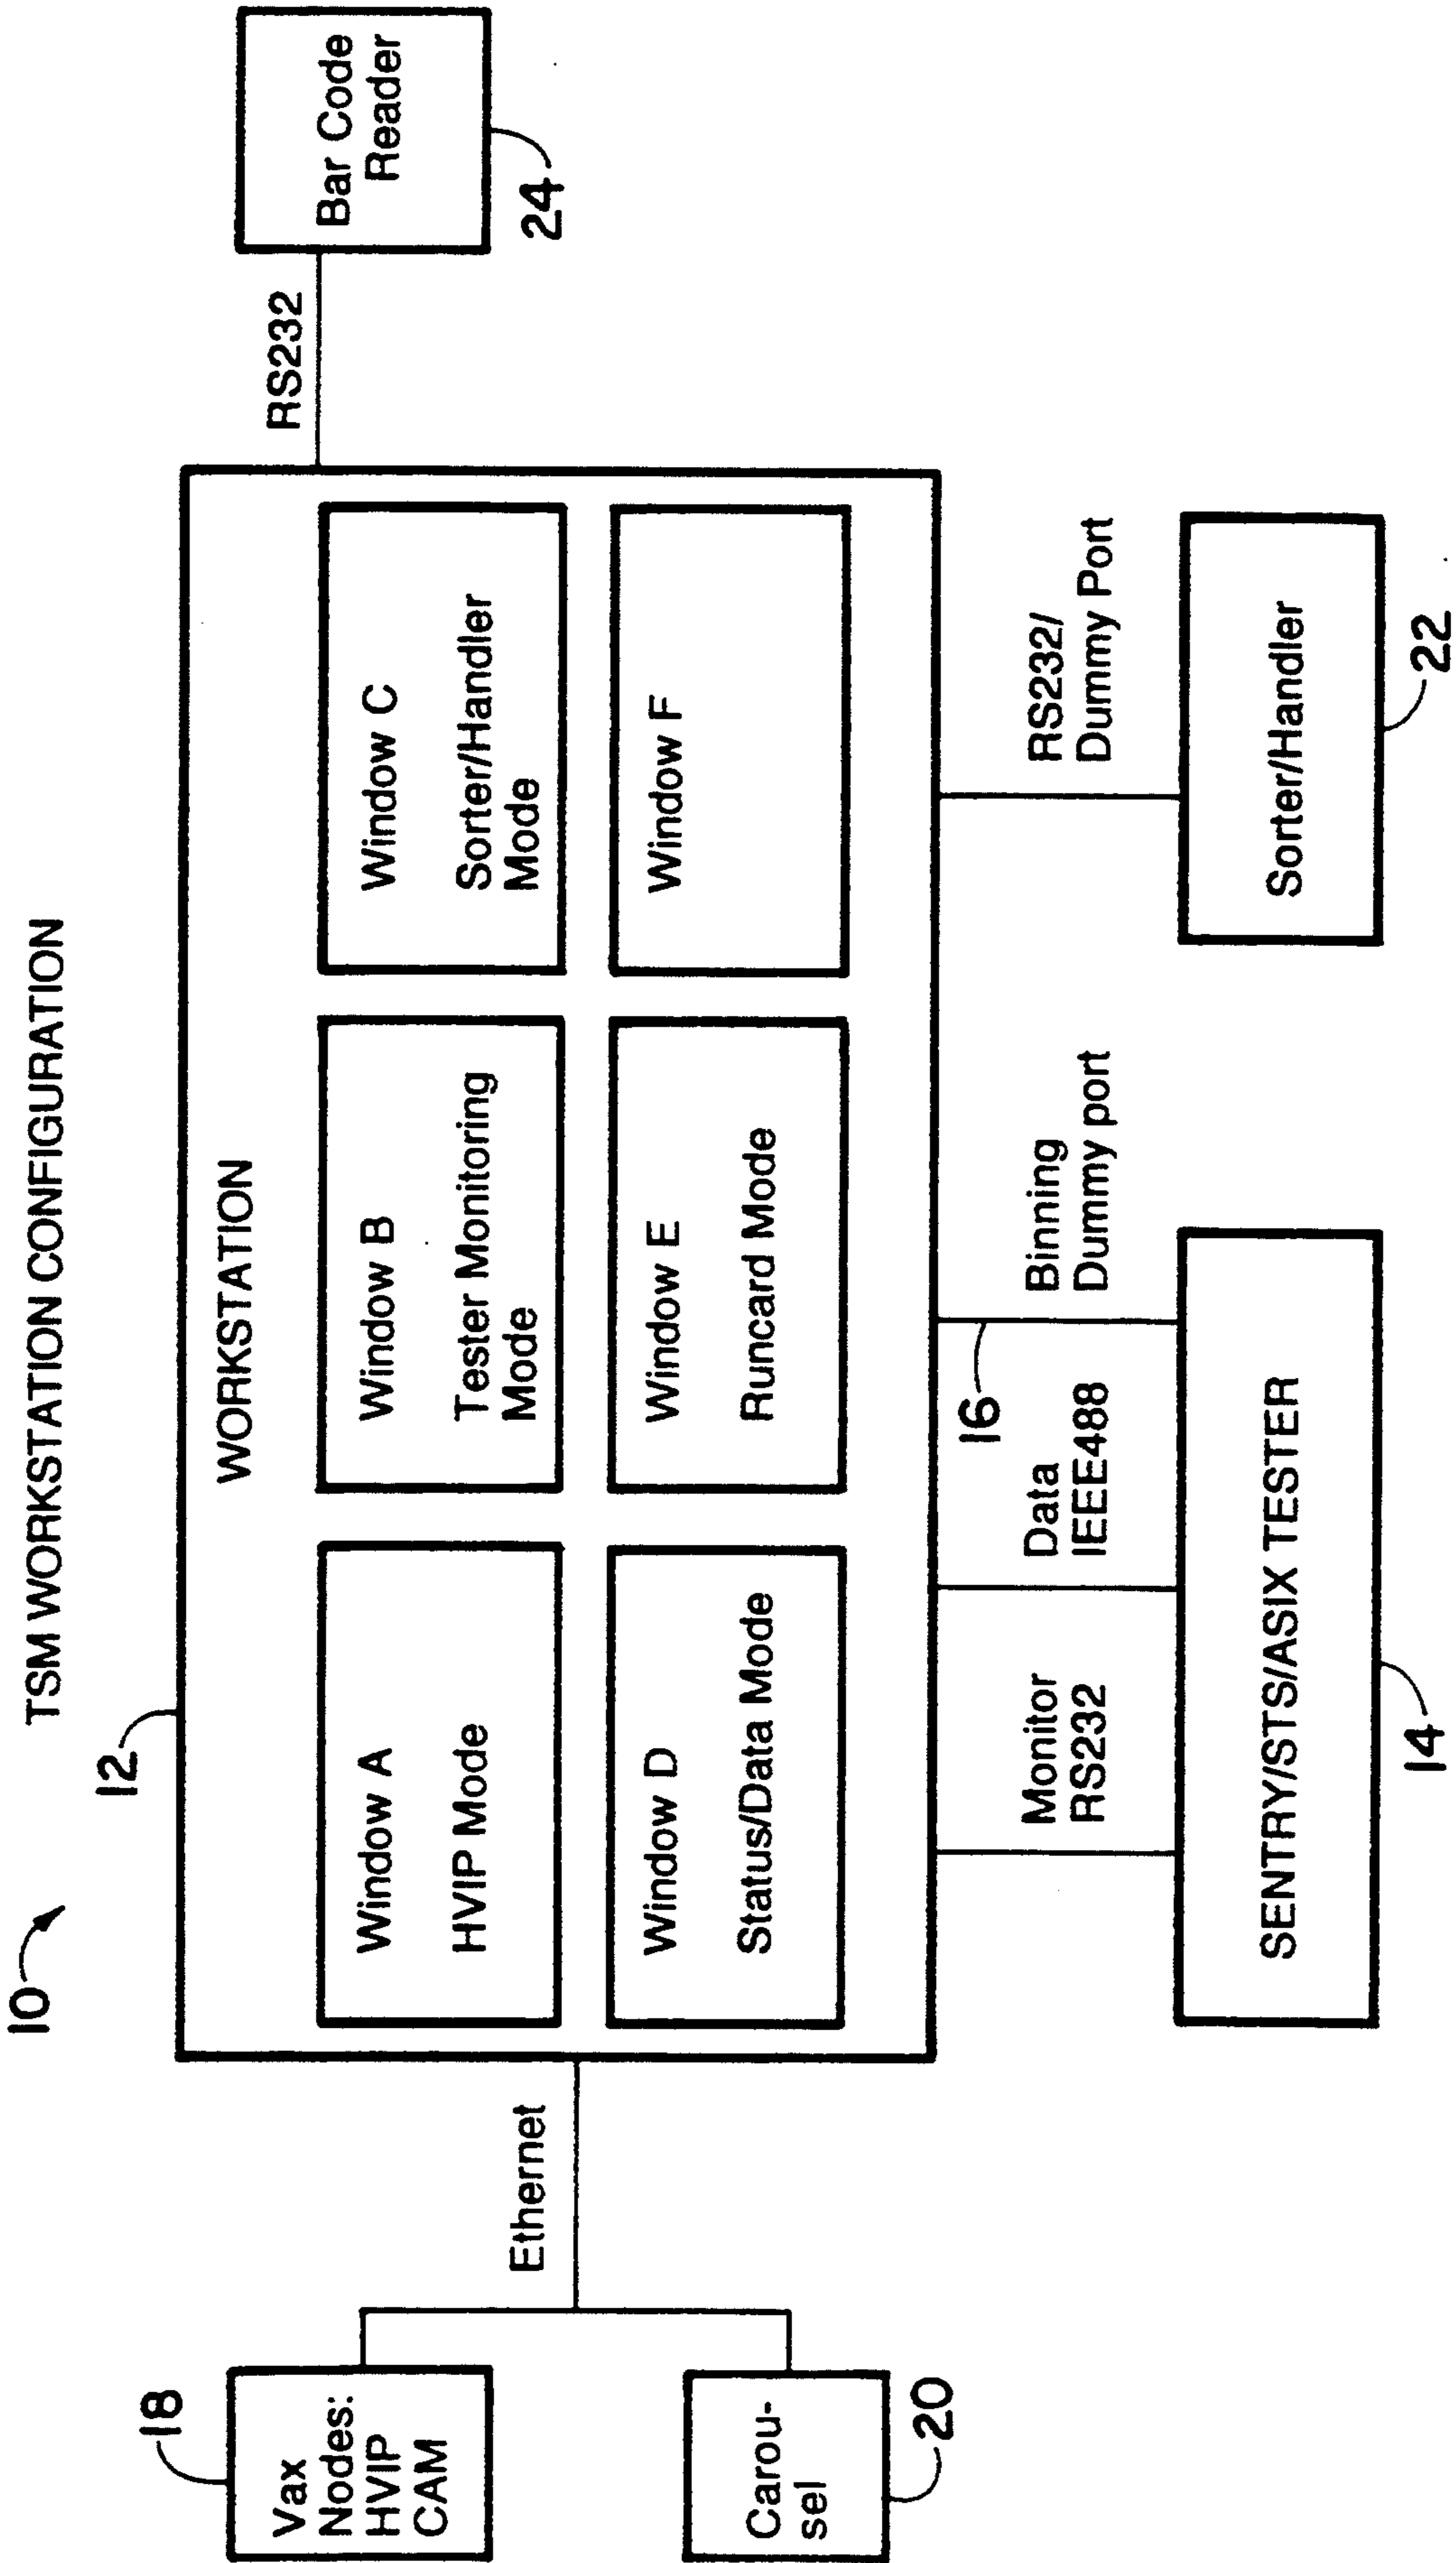 TSM WORKSTATION CONFIGURATION
10
12
WORKSTATION
Window A
HVIP Mode
Window B
Tester Monitoring
Mode
Window C
Sorter/Handler
Mode
Window D
Status/Data Mode
Window E
Runcard Mode
Window F
18
Vax
Nodes:
HVIP
CAM
Ethernet
Carou-
sel
20
RS232
Bar Code
Reader
24
Monitor
RS232
Data
IEEE488
16
Binning
Dummy port
RS232/
Dummy Port
SENTRY/STS/ASIX TESTER
14
Sorter/Handler
22